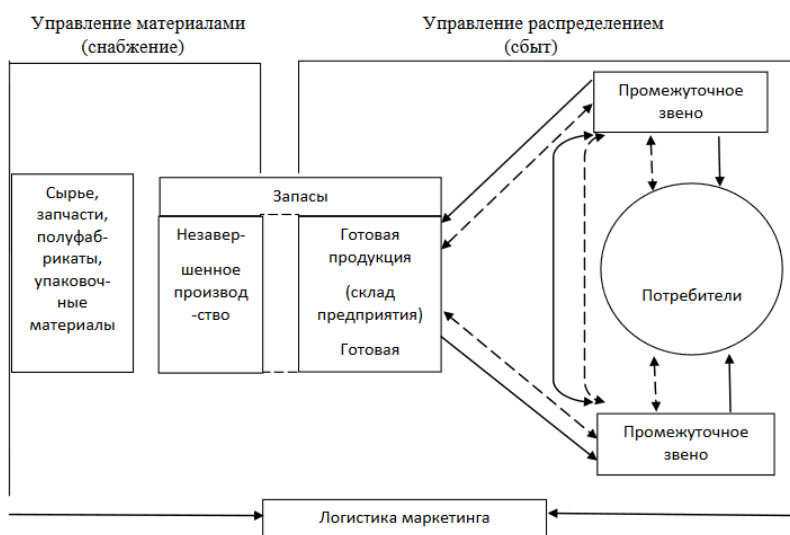 Управление материалами
(снабжение)
Управление распределением
(сбыт)
Промежуточное
звено
Сырье,
запчасти,
полуфаб-
рикаты,
упаковоч-
ные
материалы
Запасы
Незавер-
шенное
производ
-ство
Готовая
продукция
(склад
предприятия)
Готовая
Потребители
Промежуточное
звено
Логистика маркетинга